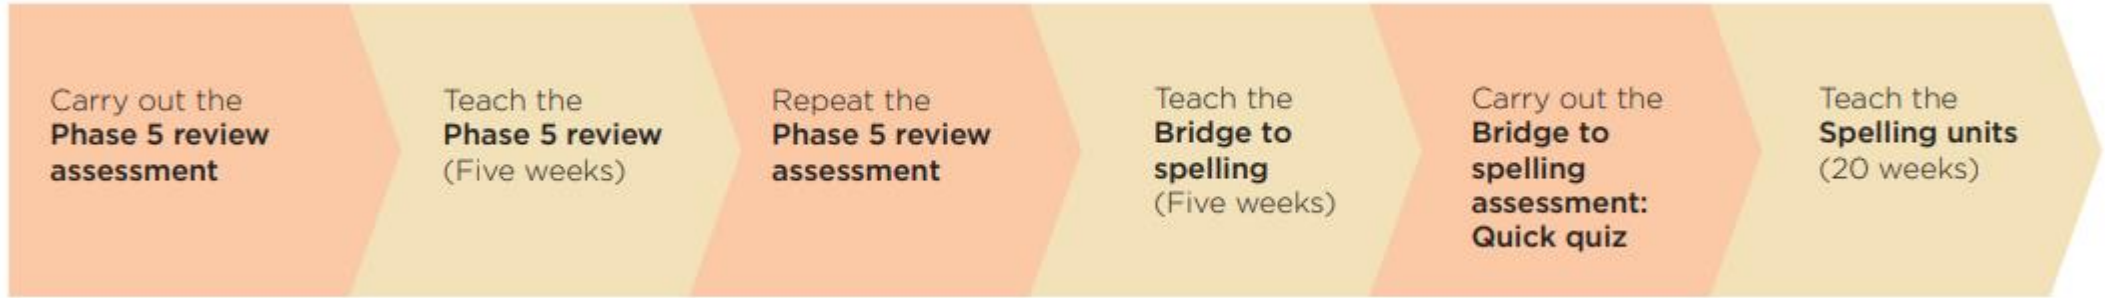 Carry out the
Phase 5 review
assessment
Teach the
Phase 5 review
(Five weeks)
Repeat the
Phase 5 review
assessment
Teach the
Bridge to
spelling
(Five weeks)
Carry out the
Bridge to
spelling
assessment:
Quick quiz
Teach the
Spelling units
(20 weeks)